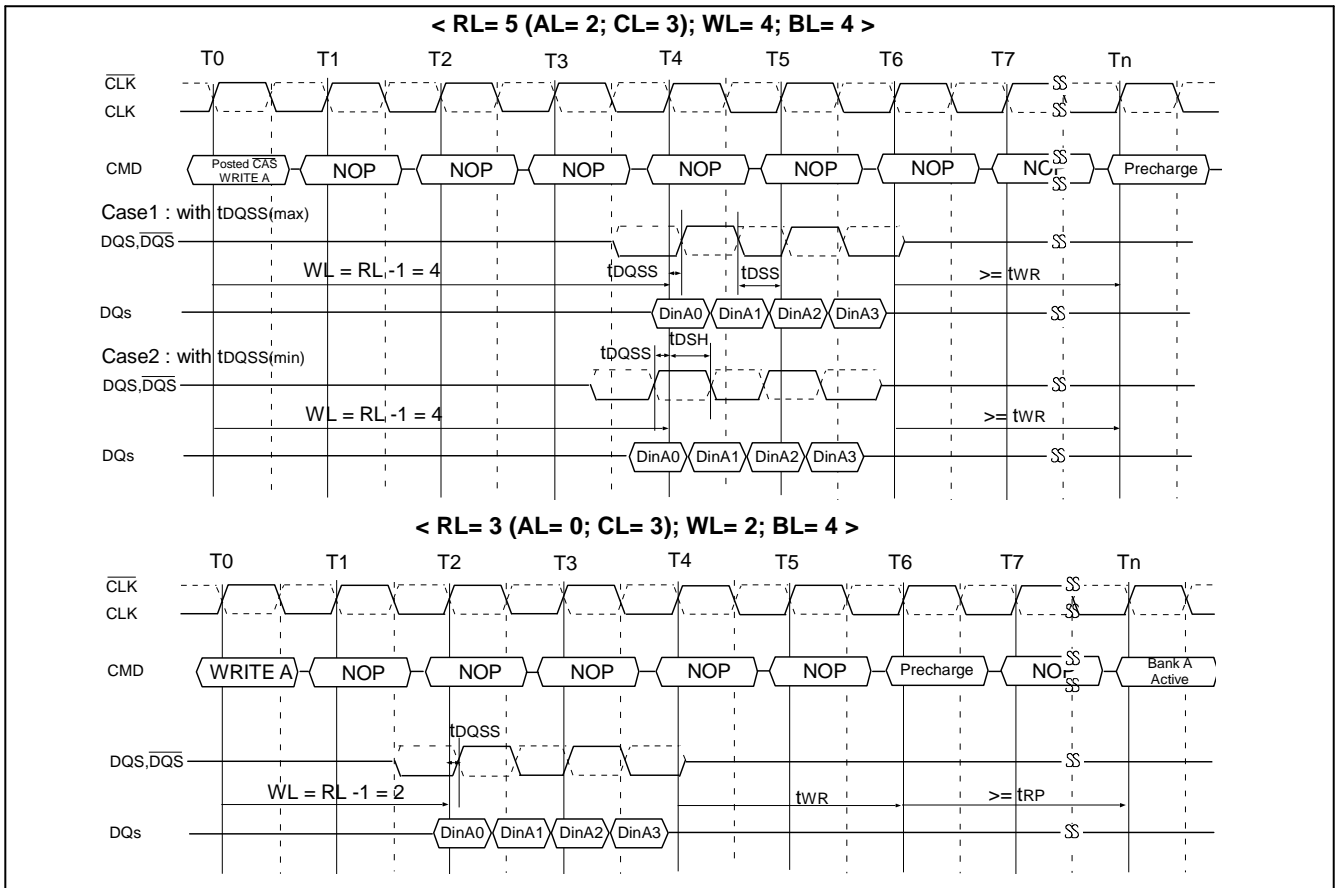 < RL= 5 (AL= 2; CL= 3); WL= 4; BL= 4 >
T0 T1 T2 T3 T4 T5 T6 T7 Tn
CLK
CLK
CMD
Posted CAS
WRITE A
NOP NOP NOP NOP NOP NOP NOP Precharge
Case1 : with tDQSS(max)
DQS,DQS
WL = RL -1 = 4 tDQSS tDSS >= tWR
DQs DinA0 DinA1 DinA2 DinA3
Case2 : with tDQSS(min) tDQSS tDSH
DQS,DQS
WL = RL -1 = 4 >= tWR
DQs DinA0 DinA1 DinA2 DinA3
< RL= 3 (AL= 0; CL= 3); WL= 2; BL= 4 >
T0 T1 T2 T3 T4 T5 T6 T7 Tn
CLK
CLK
CMD WRITE A NOP NOP NOP NOP NOP Precharge NOP
Bank A
Active
tDQSS
DQS,DQS
WL = RL -1 = 2 tWR >= tRP
DQs DinA0 DinA1 DinA2 DinA3